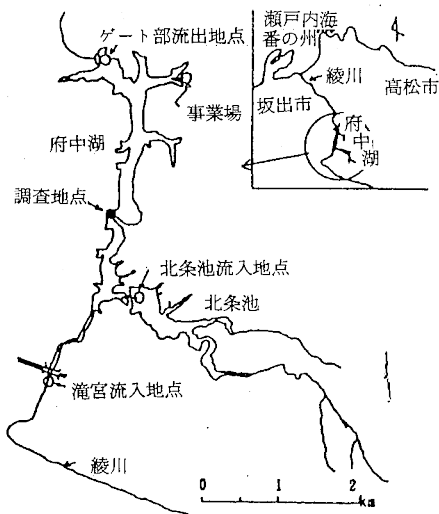 ゲート部流出地点
事業場
府中湖
調査地点
北条池流入地点
北条池
滝宮流入地点
綾川
0 1 2
km
瀬戸内海
番の州
綾川
高松市
坂出市
府
中
湖